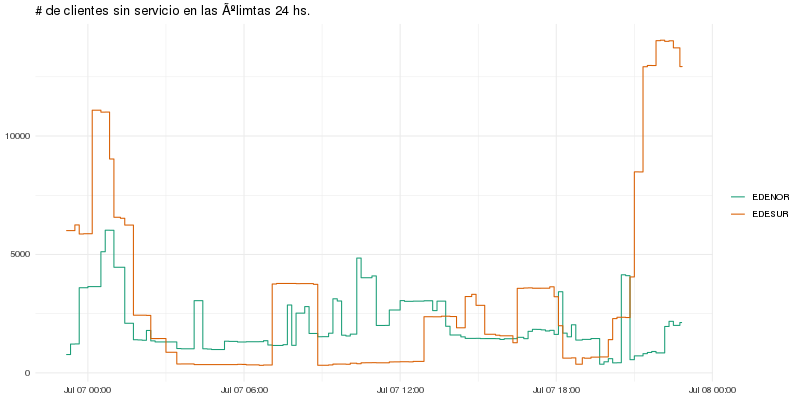 # de clientes sin servicio en las Ãºlimtas 24 hs.
10000
5000
0
Jul 07 00:00
Jul 07 06:00
Jul 07 12:00
Jul 07 18:00
Jul 08 00:00
EDENOR
EDESUR